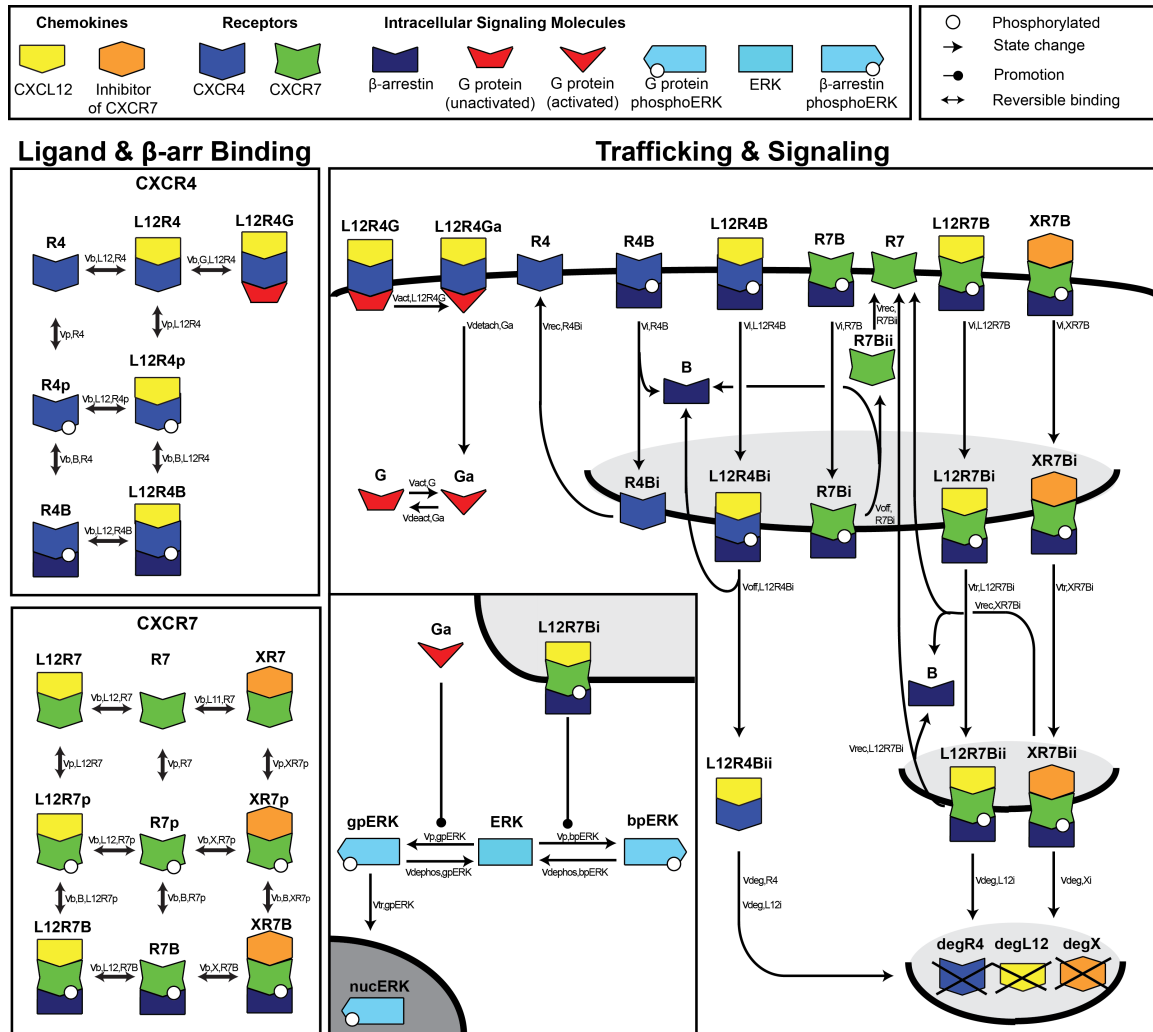 Chemokines
Receptors
Intracellular Signaling Molecules
CXCL12
Inhibitor
of CXCR7
CXCR4
CXCR7
β-arrestin
G protein
(unactivated)
G protein
(activated)
G protein
phosphoERK
ERK
β-arrestin
phosphoERK
Phosphorylated
State change
Promotion
Reversible binding
Ligand & β-arr Binding
CXCR4
R4
L12R4
L12R4G
Vb,L12,R4
Vb,G,L12R4
Vp,R4
Vp,L12R4
R4p
L12R4p
Vb,L12,R4p
Vb,B,R4
Vb,B,L12R4
R4B
L12R4B
Vb,L12,R4B
CXCR7
L12R7
R7
XR7
Vb,L12,R7
Vb,L11,R7
Vp,L12R7
Vp,R7
Vp,XR7p
L12R7p
R7p
XR7p
Vb,L12,R7p
Vb,X,R7p
Vb,B,L12R7p
Vb,B,R7p
Vb,B,XR7p
L12R7B
R7B
XR7B
Vb,L12,R7B
Vb,X,R7B
Trafficking & Signaling
L12R4G
L12R4Ga
R4
R4B
L12R4B
R7B
R7
L12R7B
XR7B
Vact,L12R4G
Vdetach,Ga
Vrec,R4Bi
Vi,R4B
Vi,L12R4B
Vi,R7B
Vrec,
R7Bii
Vi,L12R7B
Vi,XR7B
R7Bii
B
G
Ga
Vact,G
Vdeact,Ga
R4Bi
L12R4Bi
R7Bi
Voff,
R7Bi
L12R7Bi
XR7Bi
Voff,L12R4Bi
Vtr,L12R7Bi
Vtr,XR7Bi
Vrec,XR7Bi
B
Vrec,L12R7Bi
L12R4Bii
L12R7Bii
XR7Bii
Vdeg,R4
Vdeg,L12i
Vdeg,L12i
Vdeg,Xi
degR4
degL12
degX
Ga
L12R7Bi
gpERK
ERK
bpERK
Vp,gpERK
Vp,bpERK
Vdephos,gpERK
Vdephos,bpERK
Vtr,gpERK
nucERK